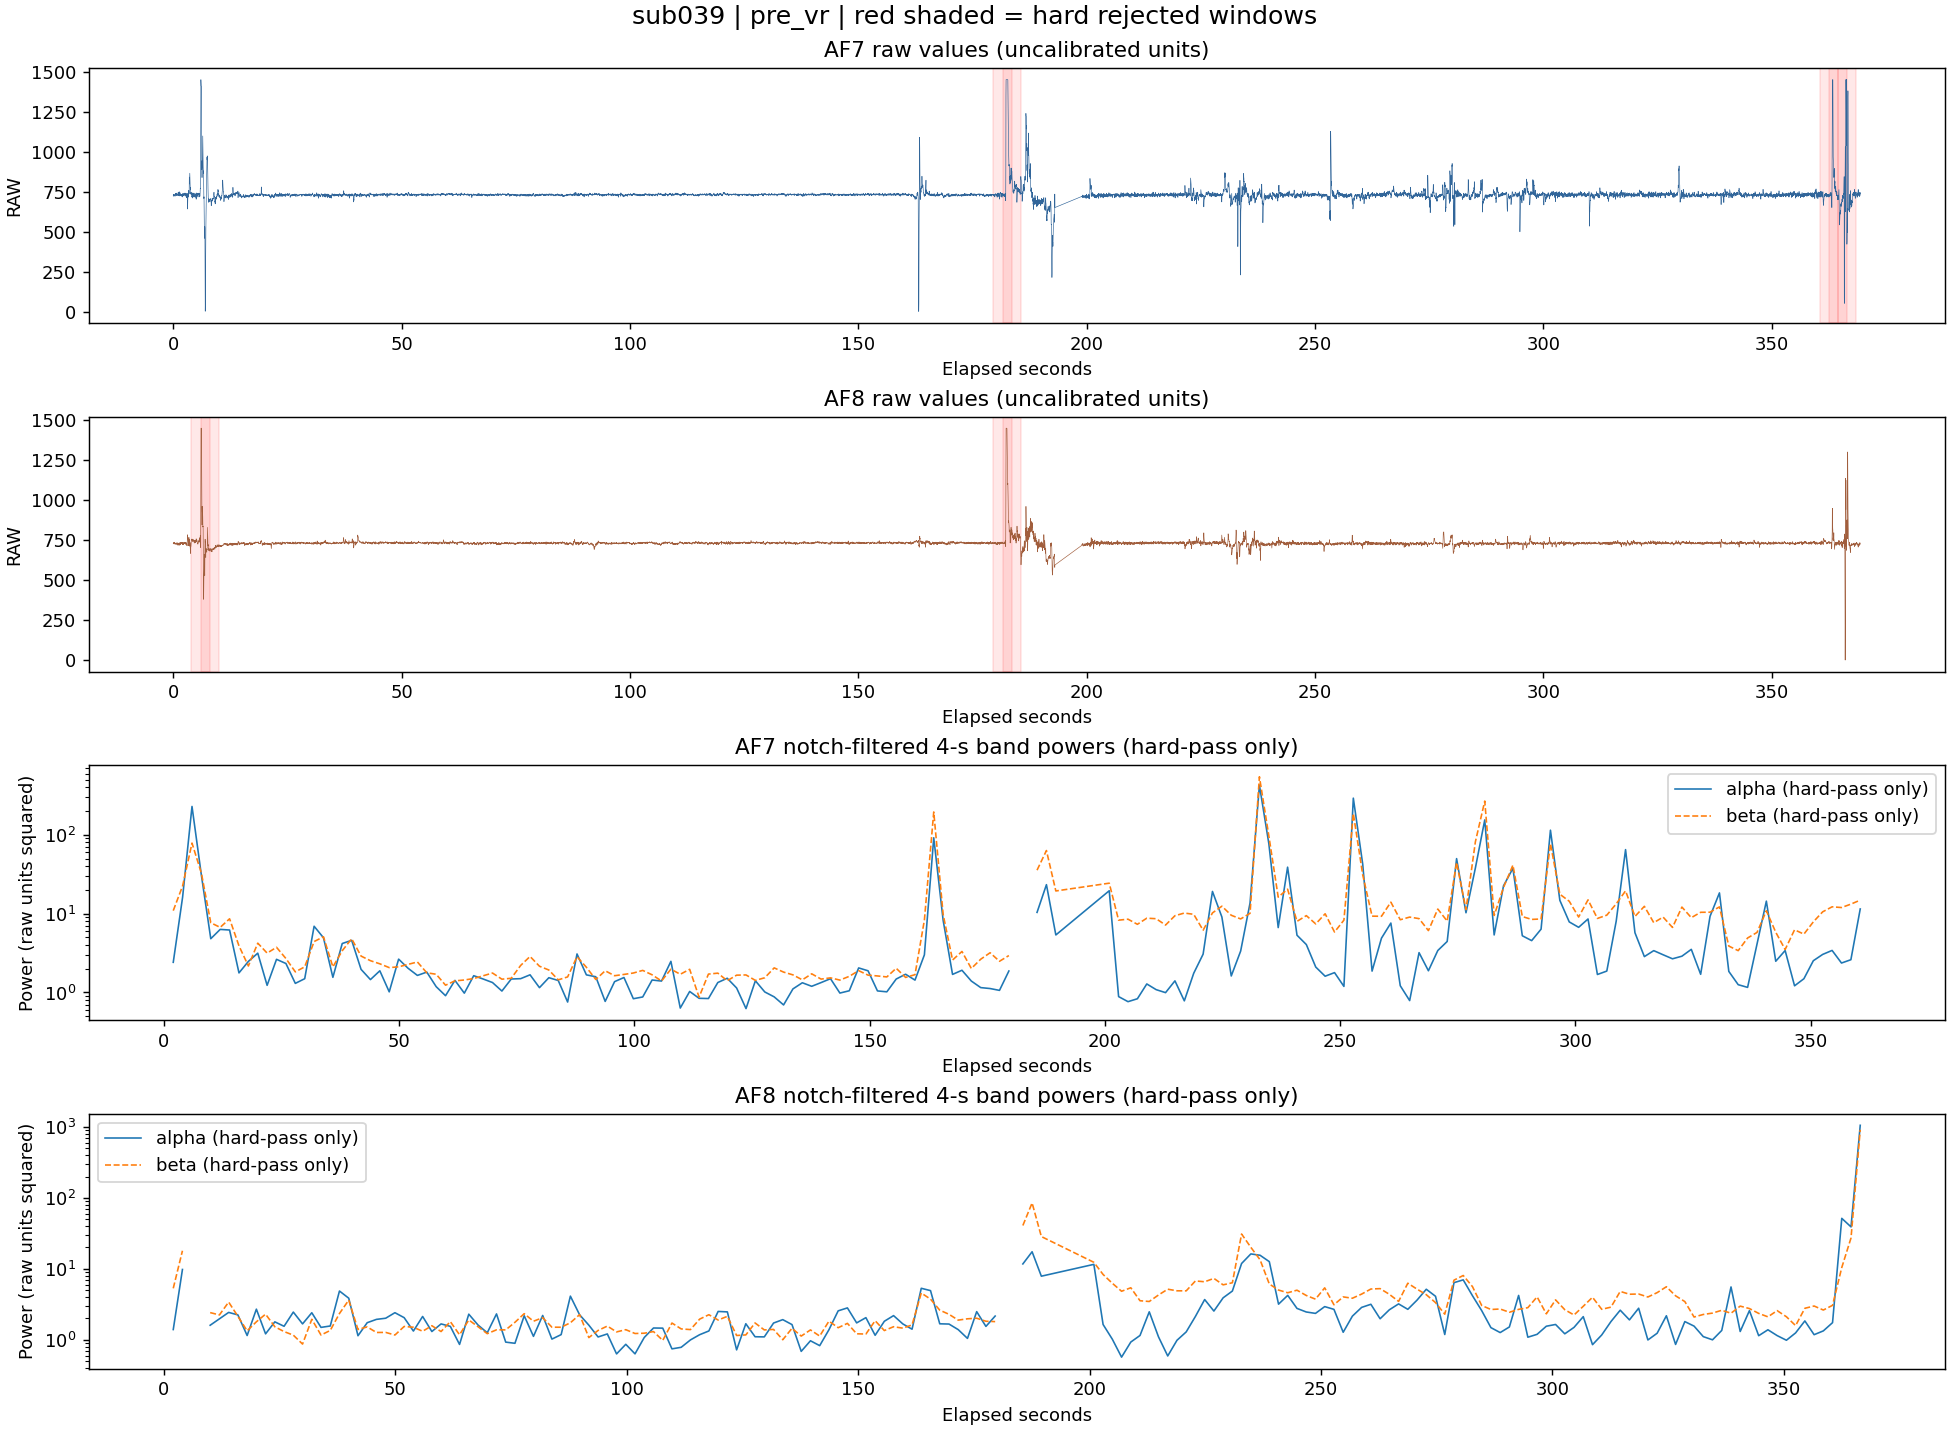 sub039 | pre_vr | red shaded = hard rejected windows
AF7 raw values (uncalibrated units)
RAW
1500
1250
1000
750
500
250
0
0 50 100 150 200 250 300 350
Elapsed seconds
AF8 raw values (uncalibrated units)
RAW
1500
1250
1000
750
500
250
0
0 50 100 150 200 250 300 350
Elapsed seconds
AF7 notch-filtered 4-s band powers (hard-pass only)
Power (raw units squared)
10²
10¹
10⁰
alpha (hard-pass only)
beta (hard-pass only)
0 50 100 150 200 250 300 350
Elapsed seconds
AF8 notch-filtered 4-s band powers (hard-pass only)
Power (raw units squared)
10³
10²
10¹
10⁰
alpha (hard-pass only)
beta (hard-pass only)
0 50 100 150 200 250 300 350
Elapsed seconds